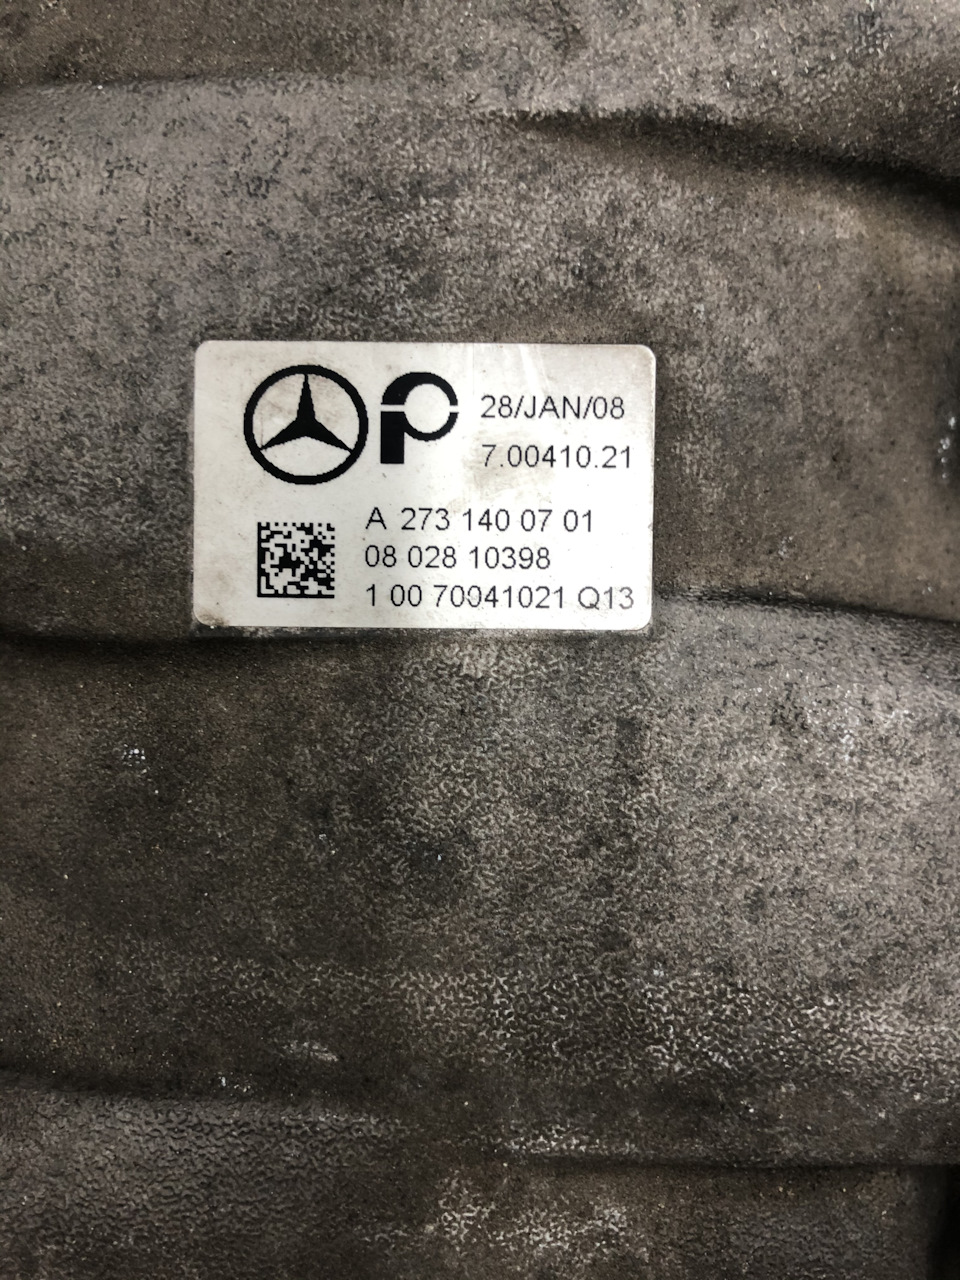 28/JAN/08
7.00410.21
A 273 140 07 01
08 028 10398
1 00 70041021 Q13